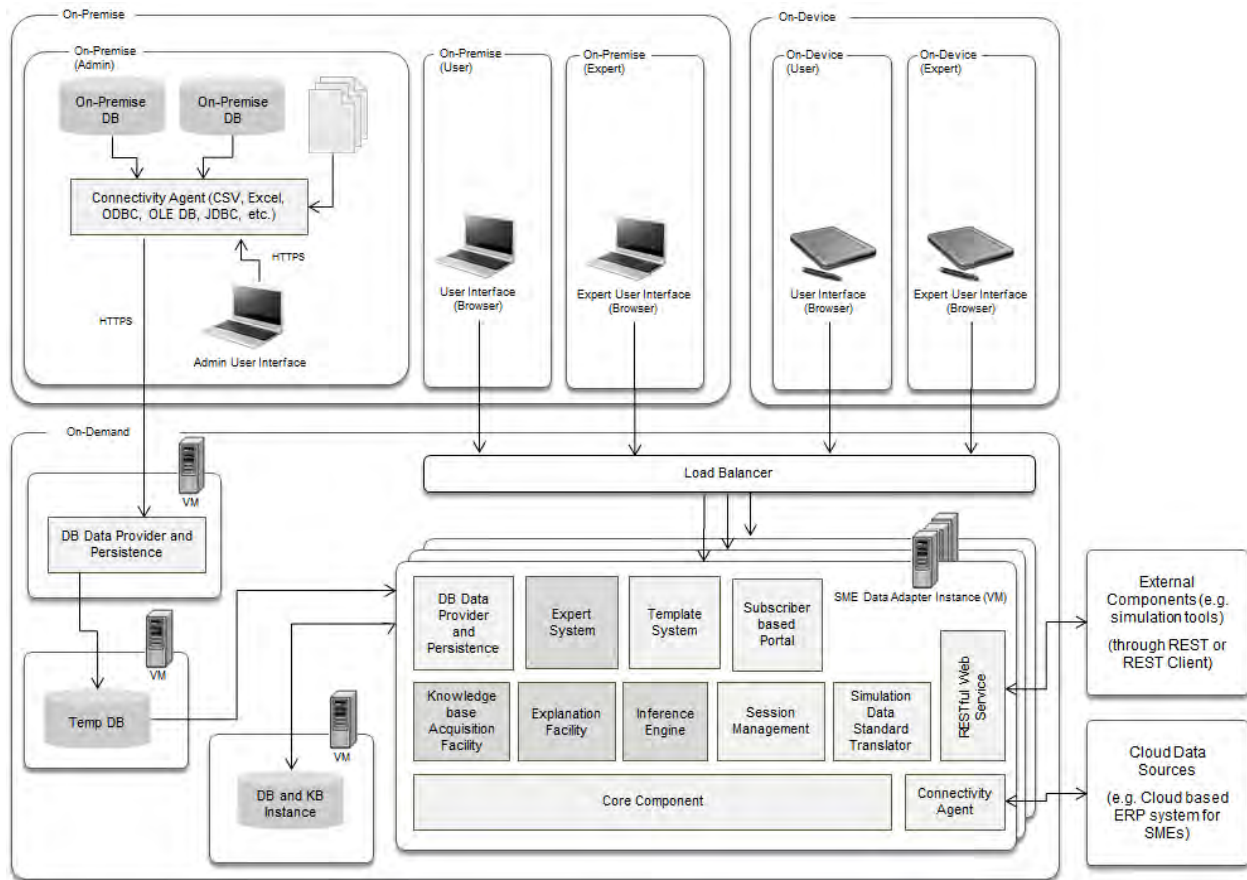 On-Premise
On-Device
On-Premise
(Admin)
On-Premise
(User)
On-Premise
(Expert)
On-Device
(User)
On-Device
(Expert)
On-Premise
DB
On-Premise
DB
Connectivity Agent (CSV, Excel,
ODBC, OLE DB, JDBC, etc.)
HTTPS
HTTPS
Admin User Interface
User Interface
(Browser)
Expert User Interface
(Browser)
User Interface
(Browser)
Expert User Interface
(Browser)
On-Demand
VM
DB Data Provider and
Persistence
VM
Temp DB
VM
DB and KB
Instance
Load Balancer
SME Data Adapter Instance (VM)
DB Data
Provider
and
Persistence
Expert
System
Template
System
Subscriber
based
Portal
Knowledge
base
Acquisition
Facility
Explanation
Facility
Inference
Engine
Session
Management
Simulation
Data
Standard
Translator
RESTful Web
Service
Core Component
Connectivity
Agent
External
Components (e.g.
simulation tools)
(through REST or
REST Client)
Cloud Data
Sources
(e.g. Cloud based
ERP system for
SMEs)